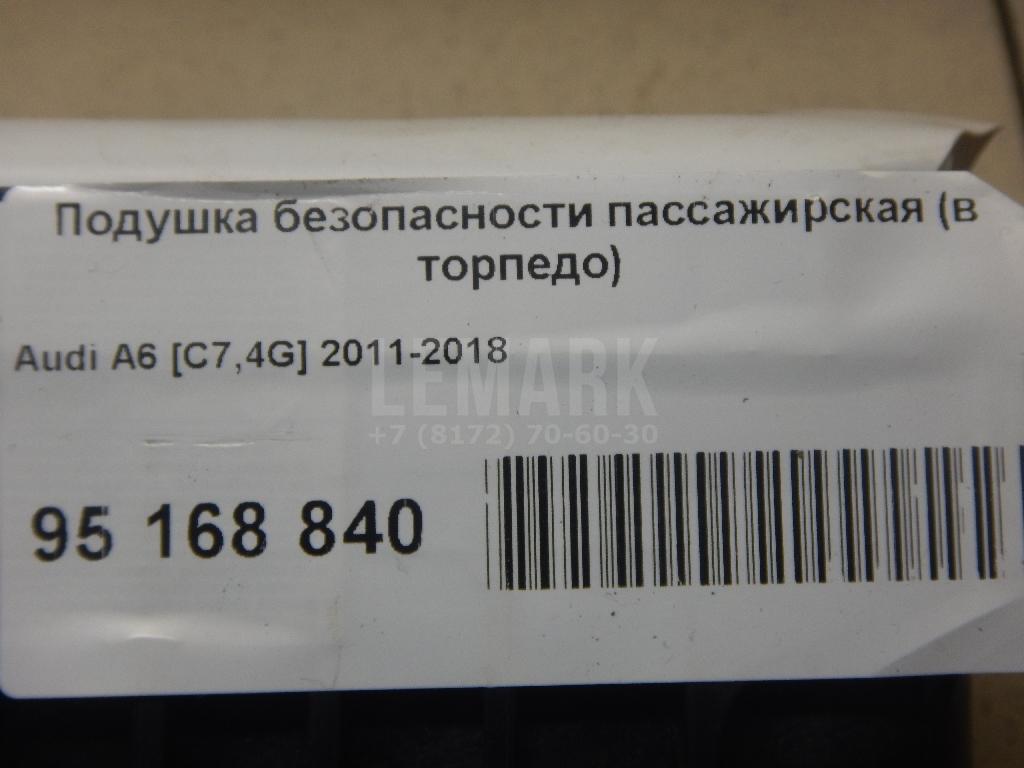 Подушка безопасности пассажирская (в
торпедо)
Audi A6 [C7,4G] 2011-2018
LEMARK
+7 (8172) 70-60-30
95 168 840